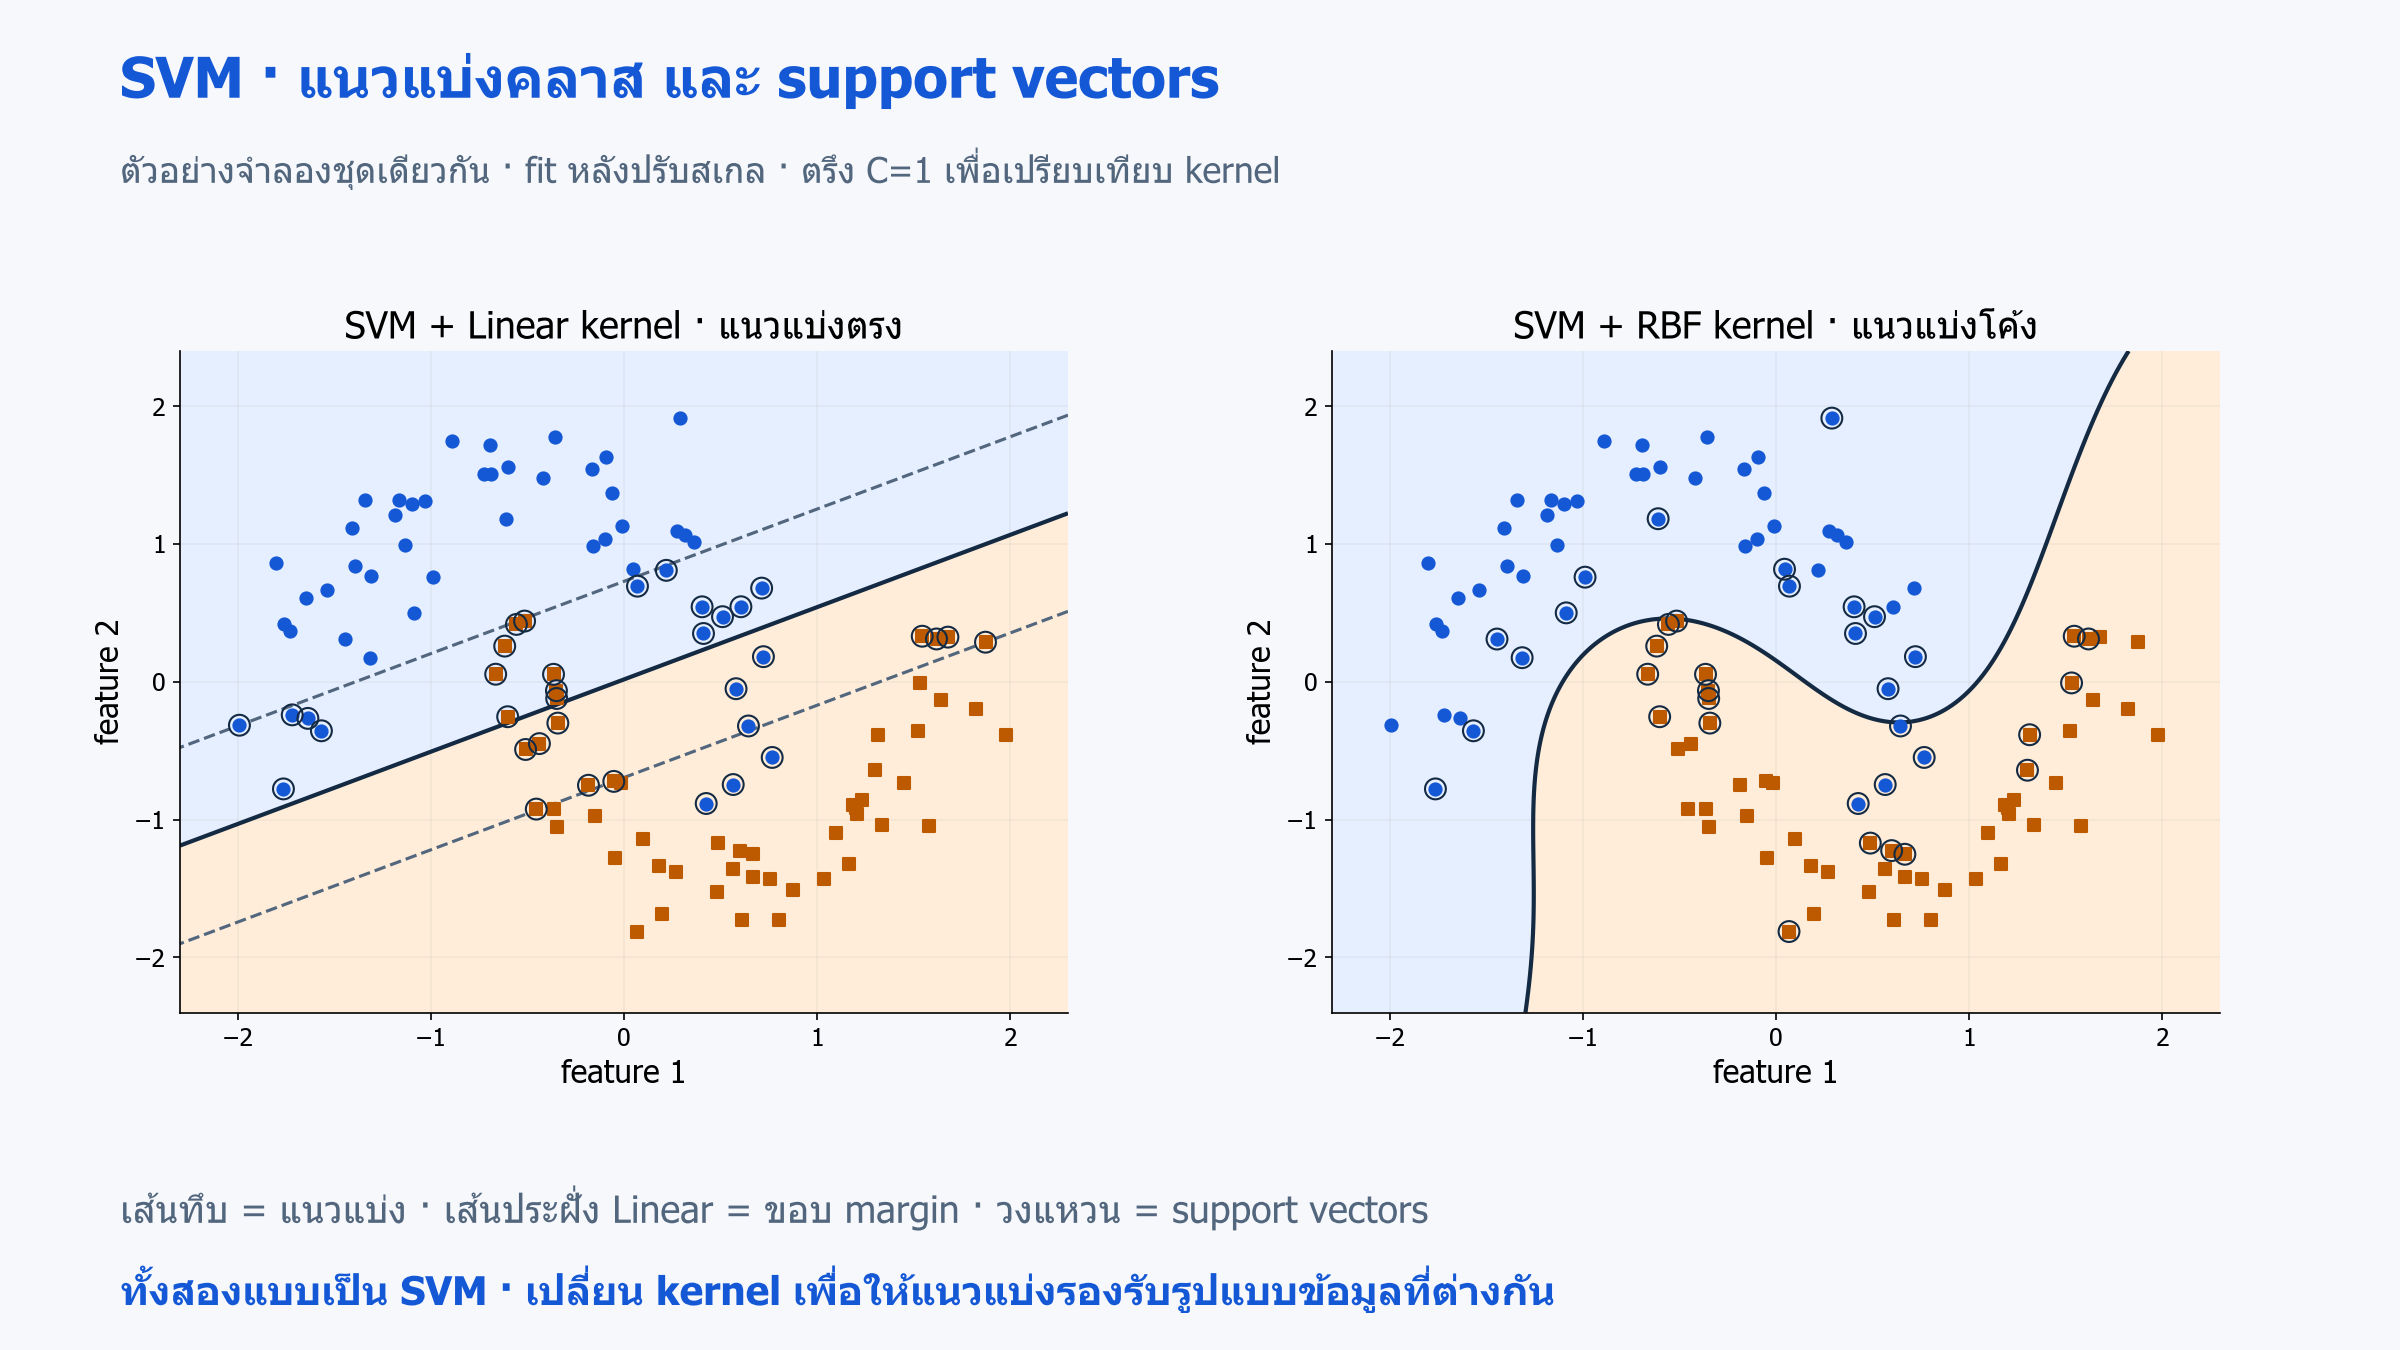 SVM · แนวแบ่งคลาส และ support vectors
ตัวอย่างจำลองชุดเดียวกัน · fit หลังปรับสเกล · ตรึง C=1 เพื่อเปรียบเทียบ kernel
SVM + Linear kernel · แนวแบ่งตรง
2
1
0
−1
−2
feature 2
−2 −1 0 1 2
feature 1
SVM + RBF kernel · แนวแบ่งโค้ง
2
1
0
−1
−2
feature 2
−2 −1 0 1 2
feature 1
เส้นทึบ = แนวแบ่ง · เส้นประฝั่ง Linear = ขอบ margin · วงแหวน = support vectors
ทั้งสองแบบเป็น SVM · เปลี่ยน kernel เพื่อให้แนวแบ่งรองรับรูปแบบข้อมูลที่ต่างกัน